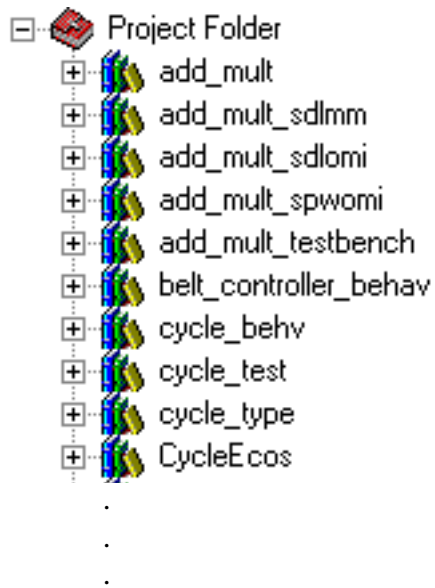 Project Folder
add_mult
add_mult_sdlmm
add_mult_sdlomi
add_mult_spwomi
add_mult_testbench
belt_controller_behav
cycle_behv
cycle_test
cycle_type
CycleEcos
.
.
.